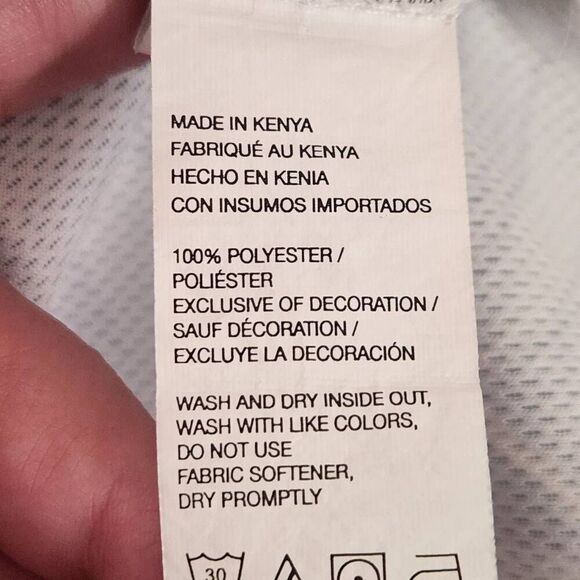 MADE IN KENYA
FABRIQUÉ AU KENYA
HECHO EN KENIA
CON INSUMOS IMPORTADOS
100% POLYESTER /
POLIÉSTER
EXCLUSIVE OF DECORATION /
SAUF DÉCORATION /
EXCLUYE LA DECORACIÓN
WASH AND DRY INSIDE OUT,
WASH WITH LIKE COLORS,
DO NOT USE
FABRIC SOFTENER,
DRY PROMPTLY
30